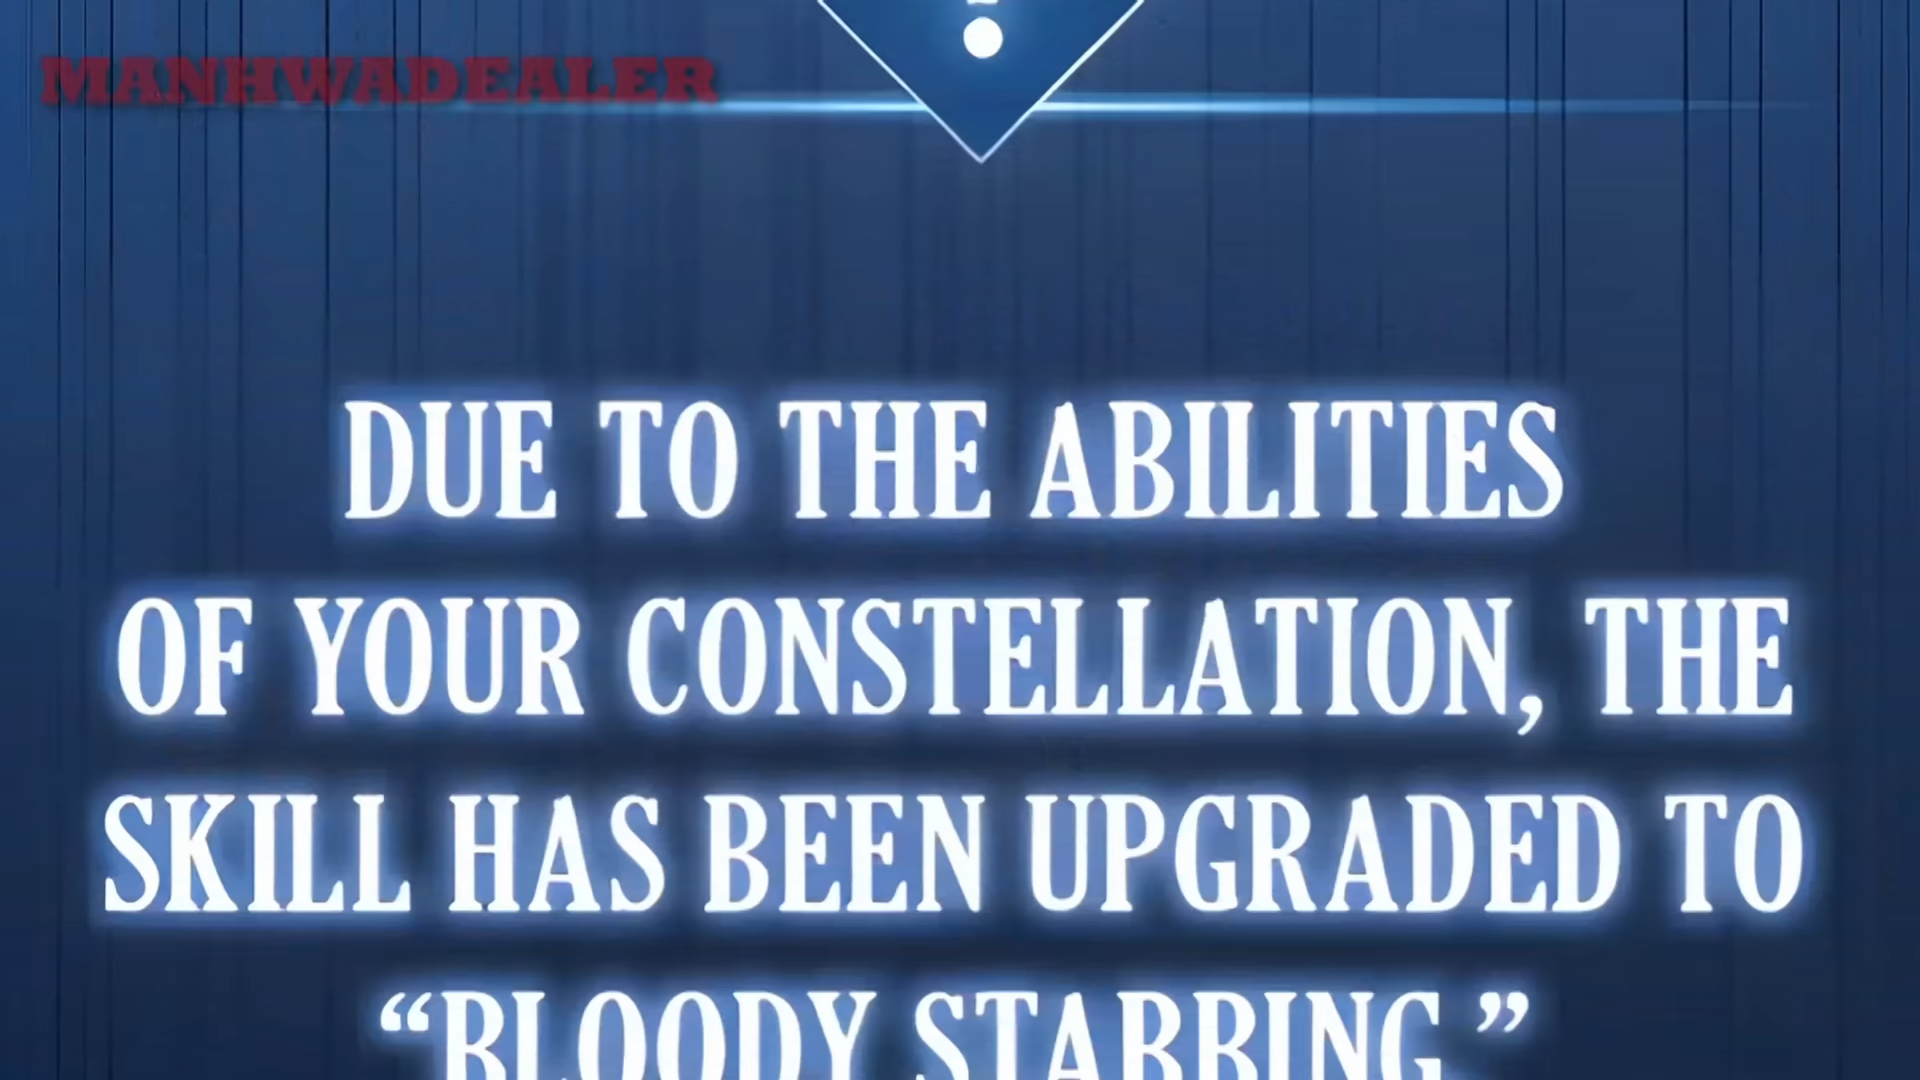 MANHWADEALER
DUE TO THE ABILITIES
OF YOUR CONSTELLATION, THE
SKILL HAS BEEN UPGRADED TO
“BLOODY STABBING.”